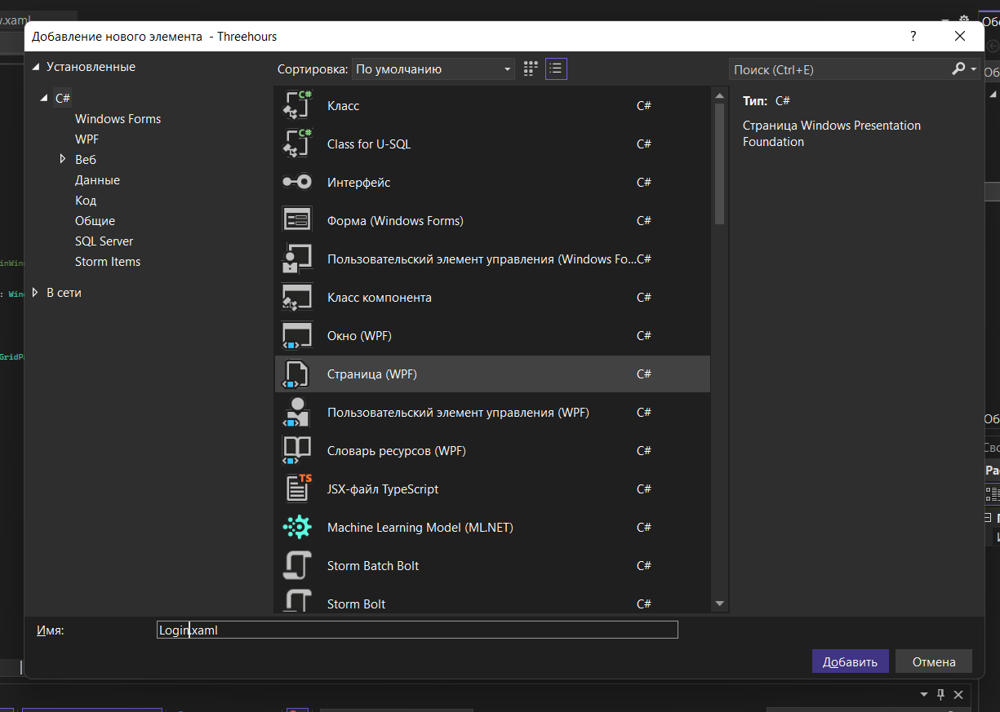 .xaml
Добавление нового элемента - Threehours
?
Установленные
C#
Windows Forms
WPF
Веб
Данные
Код
Общие
SQL Server
Storm Items
В сети
Сортировка: По умолчанию
Поиск (Ctrl+E)
Класс C#
Class for U-SQL C#
Интерфейс C#
Форма (Windows Forms) C#
Пользовательский элемент управления (Windows Fo... C#
Класс компонента C#
Окно (WPF) C#
Страница (WPF) C#
Пользовательский элемент управления (WPF) C#
Словарь ресурсов (WPF) C#
JSX-файл TypeScript C#
Machine Learning Model (ML.NET) C#
Storm Batch Bolt C#
Storm Bolt C#
Тип: C#
Страница Windows Presentation
Foundation
Имя: Login.xaml
Добавить
Отмена